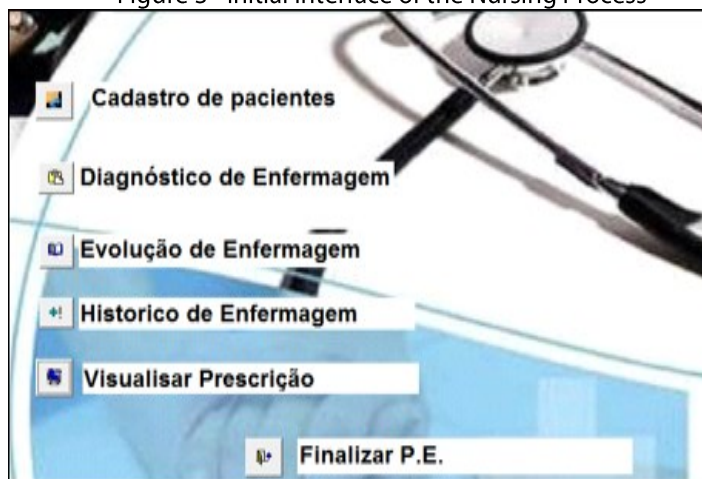 Figure 3 - Initial interface of the Nursing Process
Cadastro de pacientes
Diagnóstico de Enfermagem
Evolução de Enfermagem
Historico de Enfermagem
Visualisar Prescrição
Finalizar P.E.